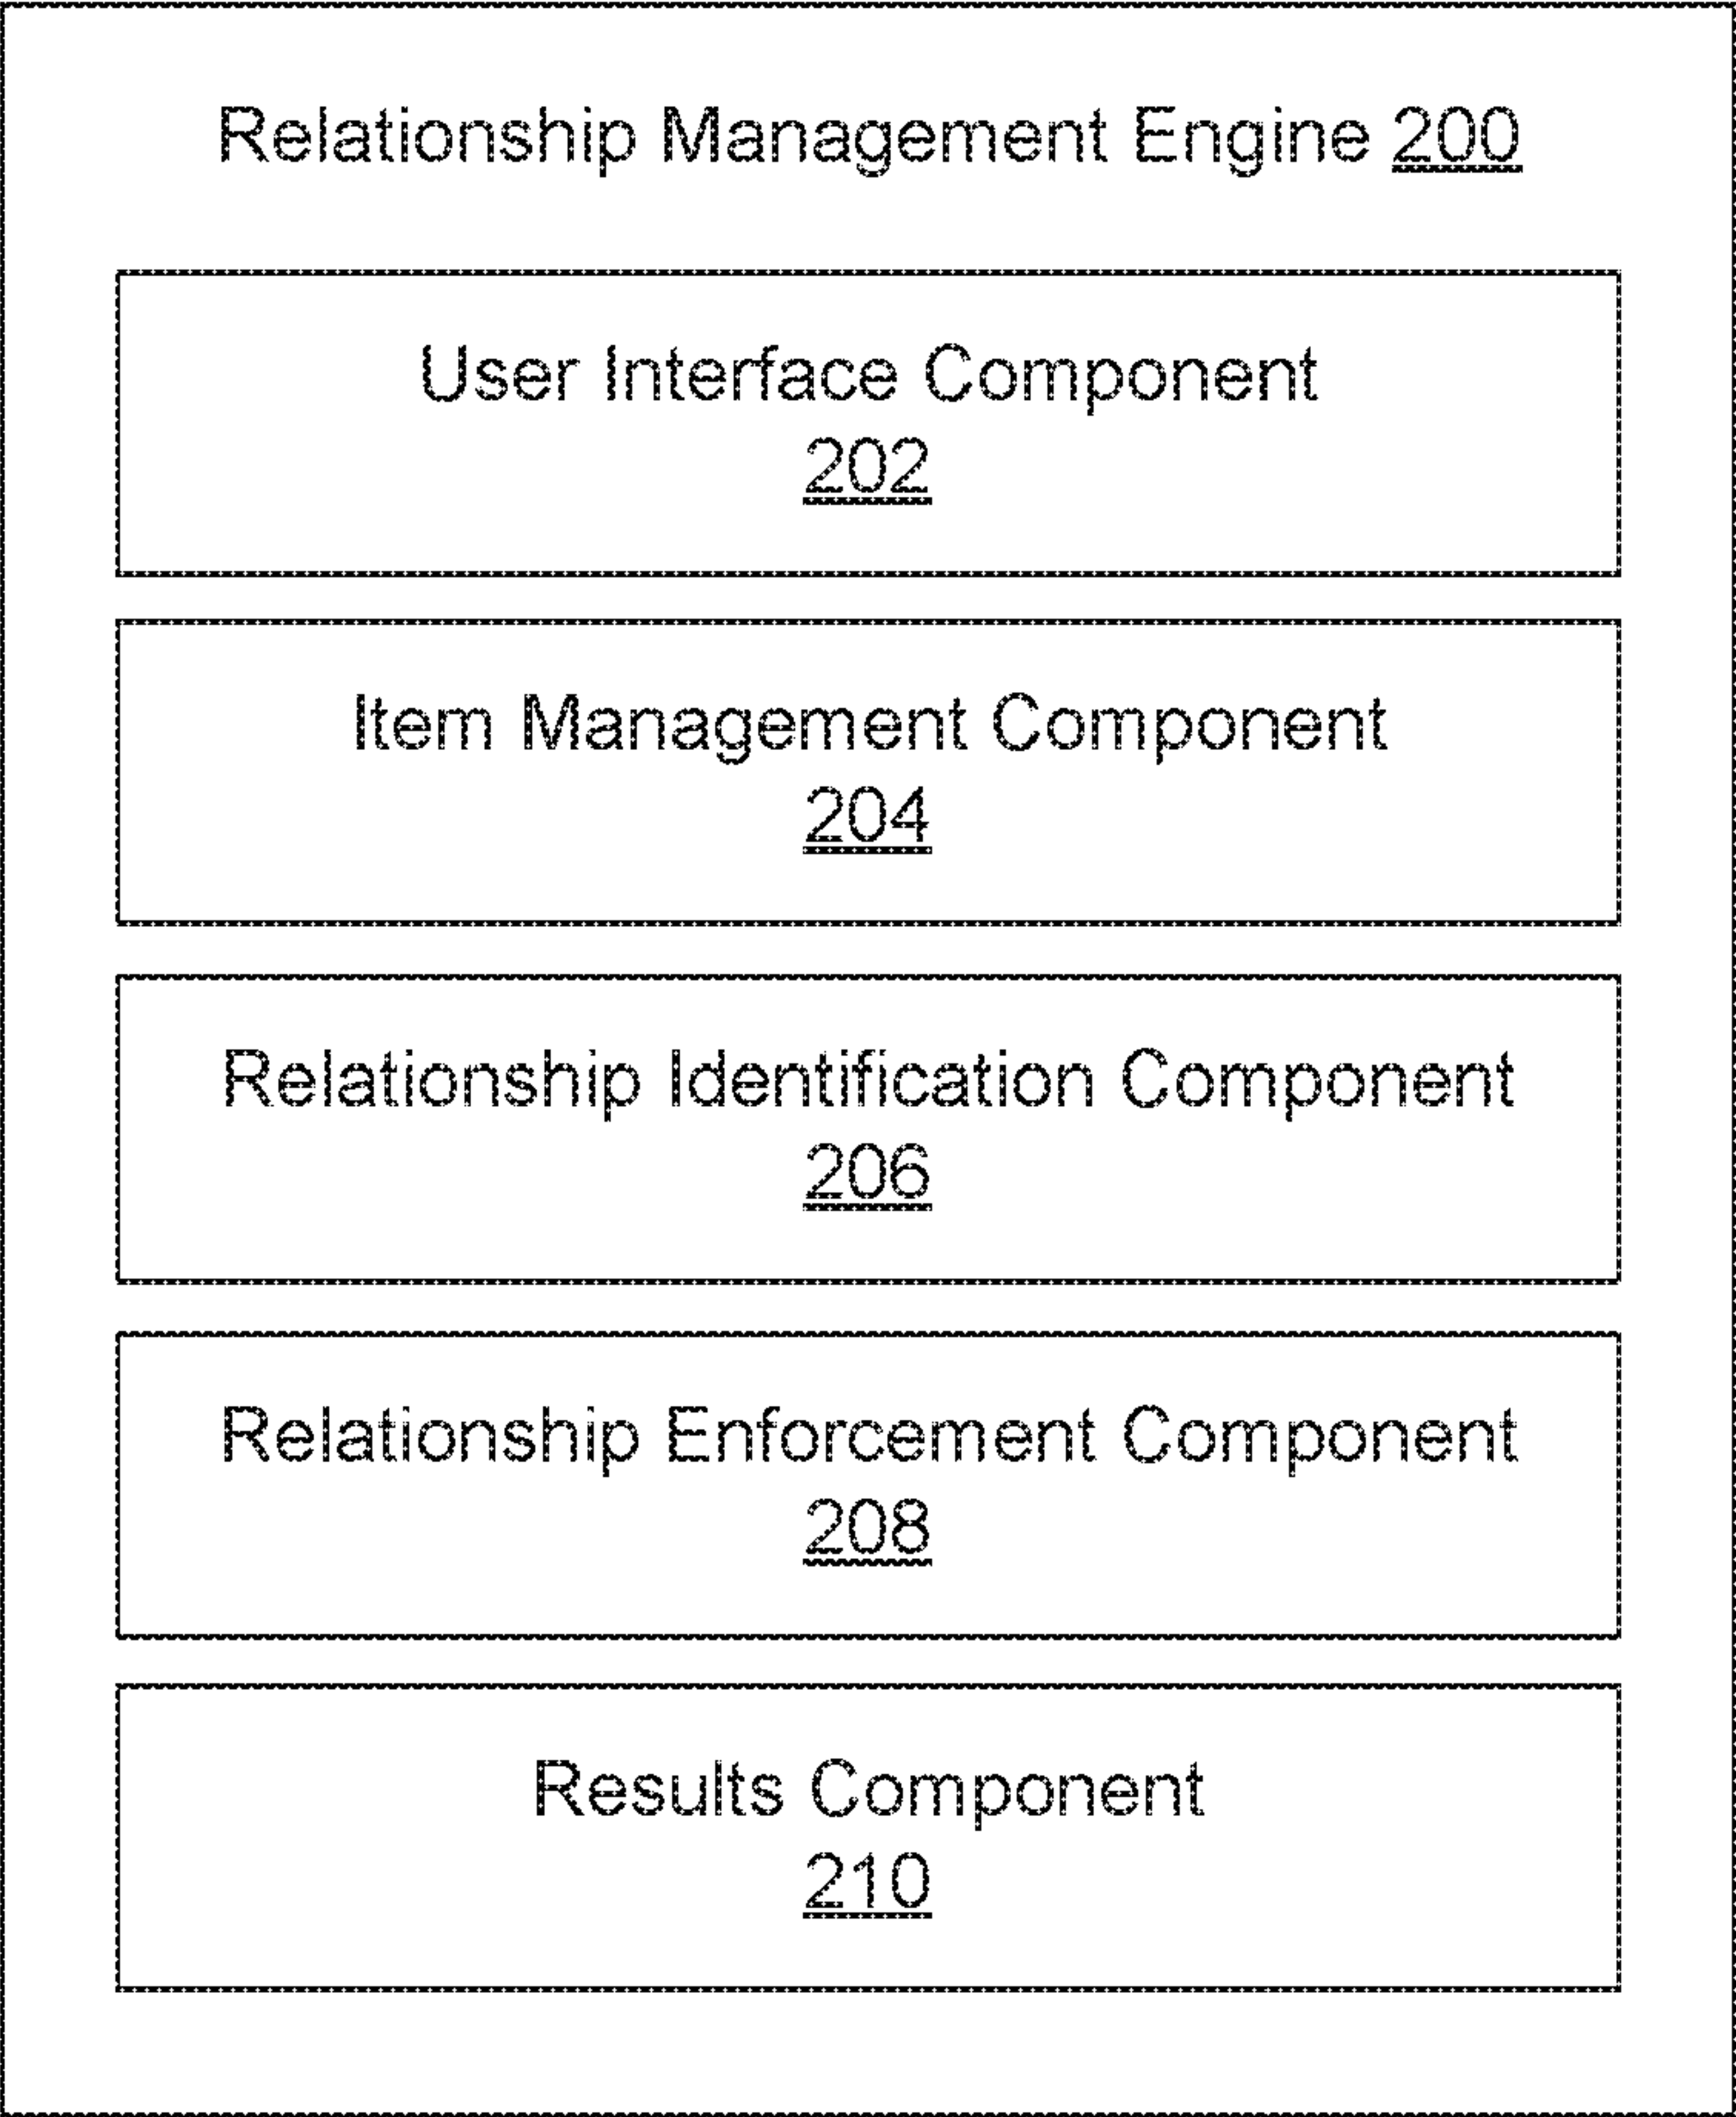 Relationship Management Engine 200
User Interface Component
202
Item Management Component
204
Relationship Identification Component
206
Relationship Enforcement Component
208
Results Component
210